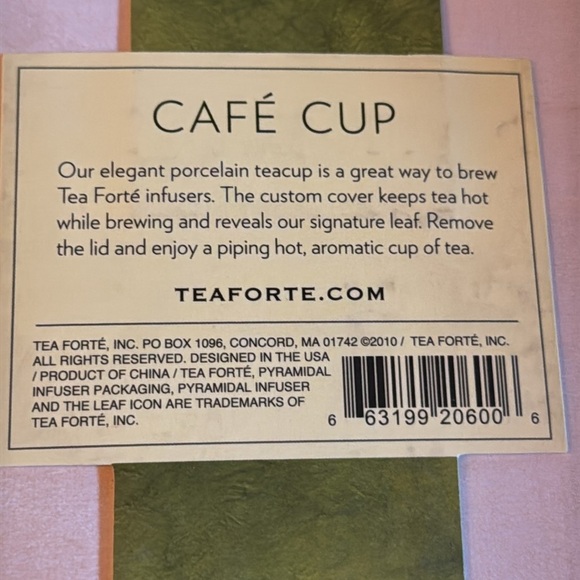 CAFÉ CUP
Our elegant porcelain teacup is a great way to brew
Tea Forté infusers. The custom cover keeps tea hot
while brewing and reveals our signature leaf. Remove
the lid and enjoy a piping hot, aromatic cup of tea.
TEAFORTE.COM
TEA FORTÉ, INC. PO BOX 1096, CONCORD, MA 01742 ©2010 / TEA FORTÉ, INC.
ALL RIGHTS RESERVED. DESIGNED IN THE USA
/ PRODUCT OF CHINA / TEA FORTÉ, PYRAMIDAL
INFUSER PACKAGING, PYRAMIDAL INFUSER
AND THE LEAF ICON ARE TRADEMARKS OF
TEA FORTÉ, INC.
6 63199 20600 6